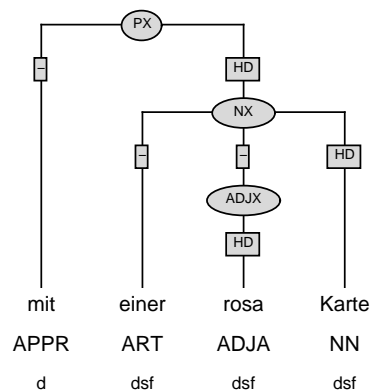 PX
– HD
NX
– – HD
ADJX
HD
mit einer rosa Karte
APPR ART ADJA NN
d dsf dsf dsf